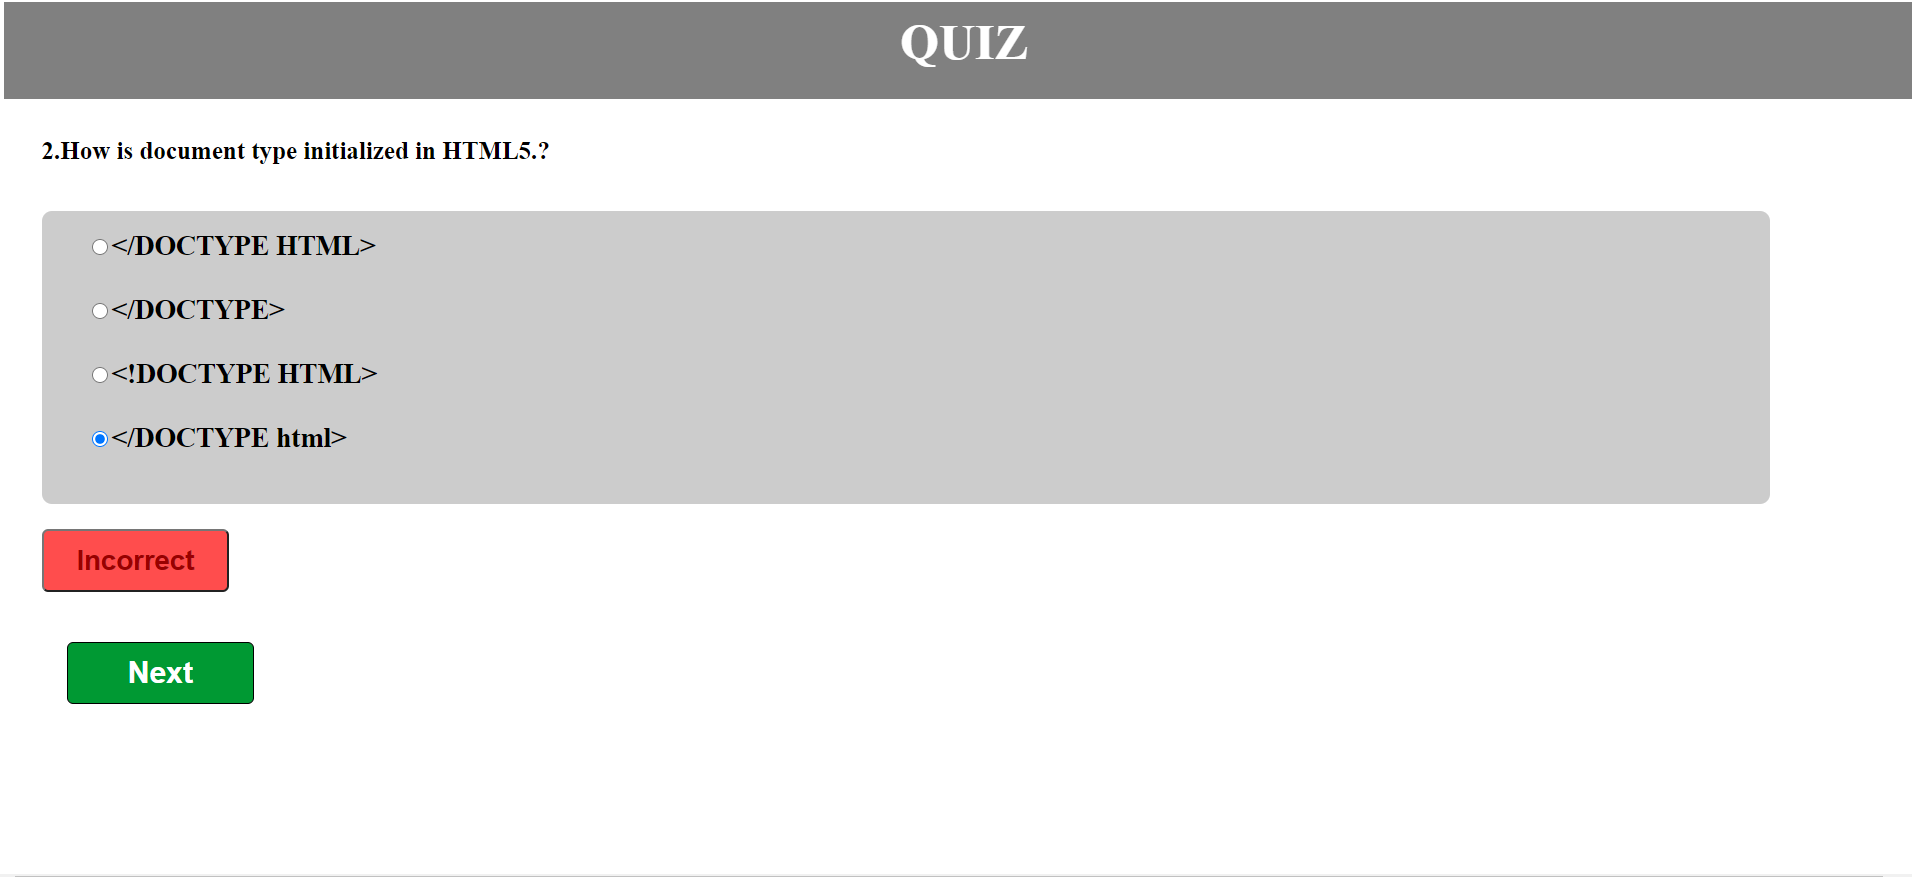 QUIZ
2.How is document type initialized in HTML5.?
</DOCTYPE HTML>
</DOCTYPE>
<!DOCTYPE HTML>
</DOCTYPE html>
Incorrect
Next